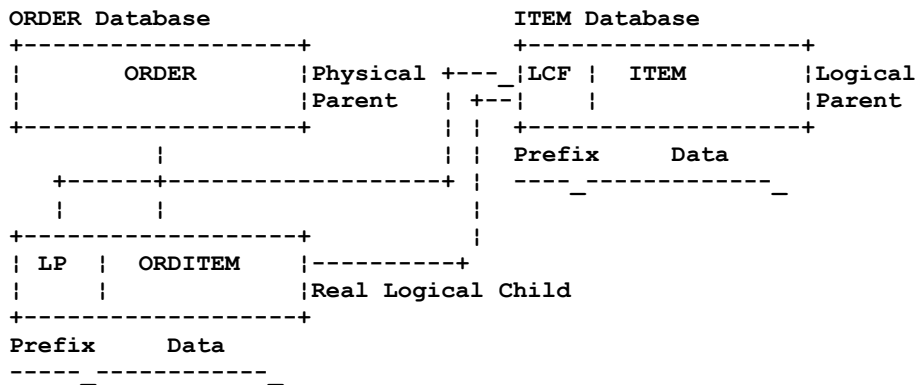 ORDER Database ITEM Database
ORDER Physical LCF ITEM Logical
Parent Parent
Prefix Data
LP ORDITEM
Real Logical Child
Prefix Data